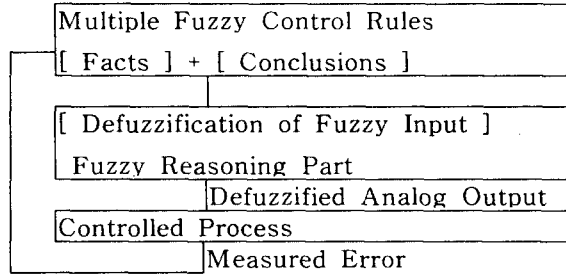 Multiple Fuzzy Control Rules
[ Facts ] + [ Conclusions ]
[ Defuzzification of Fuzzy Input ]
Fuzzy Reasoning Part
Defuzzified Analog Output
Controlled Process
Measured Error